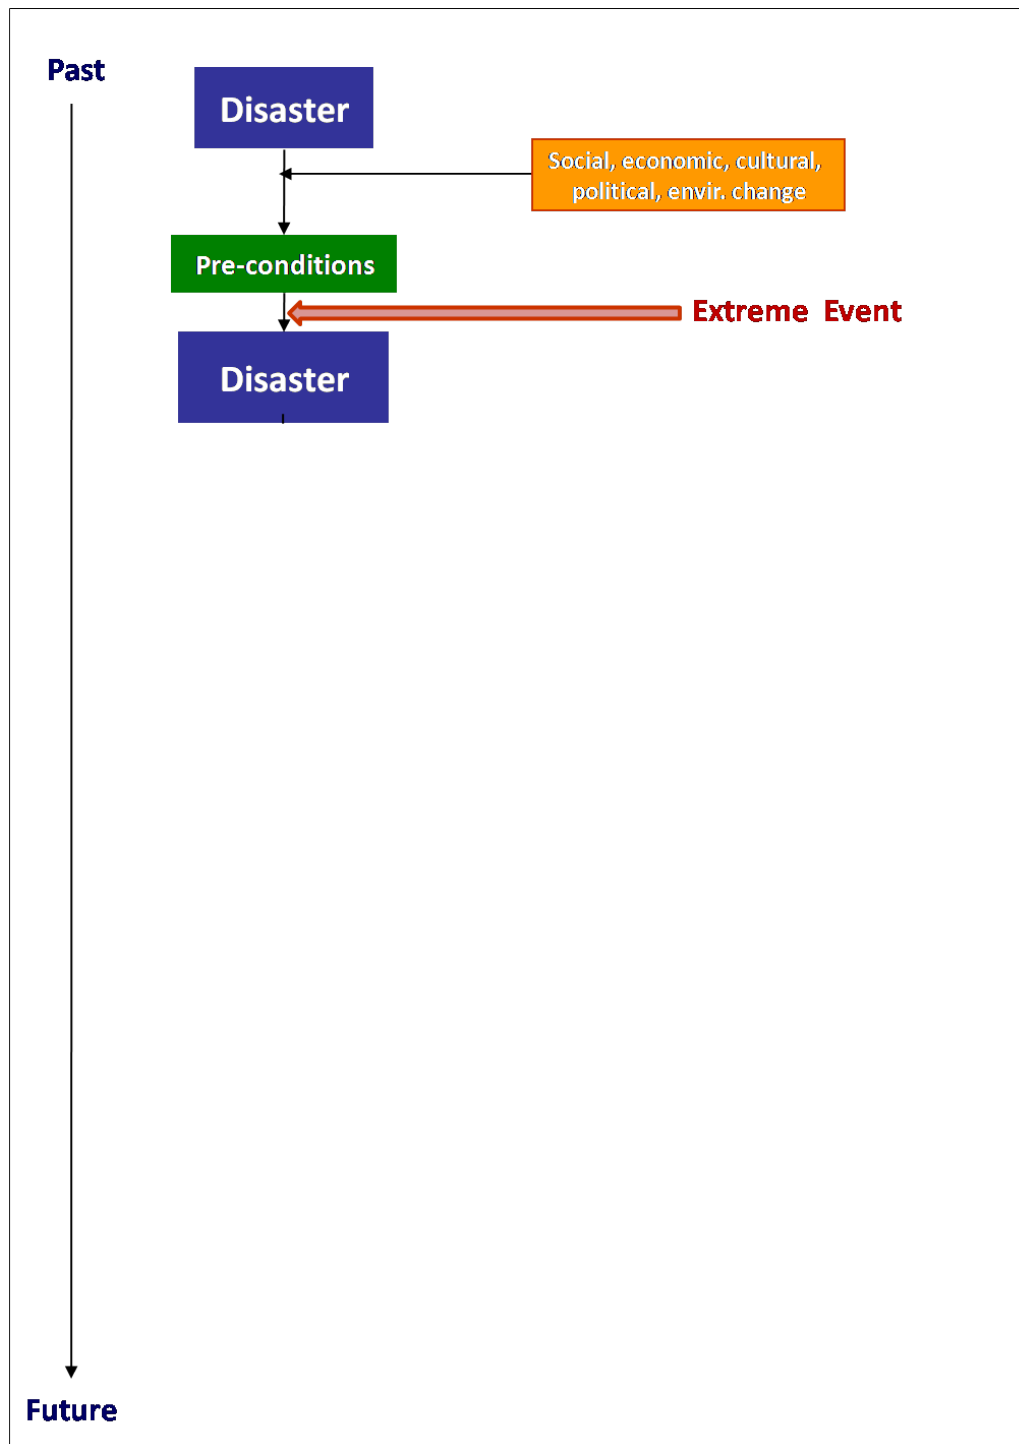 Past
Disaster
Social, economic, cultural,
political, envir. change
Pre-conditions
Extreme Event
Disaster
Future